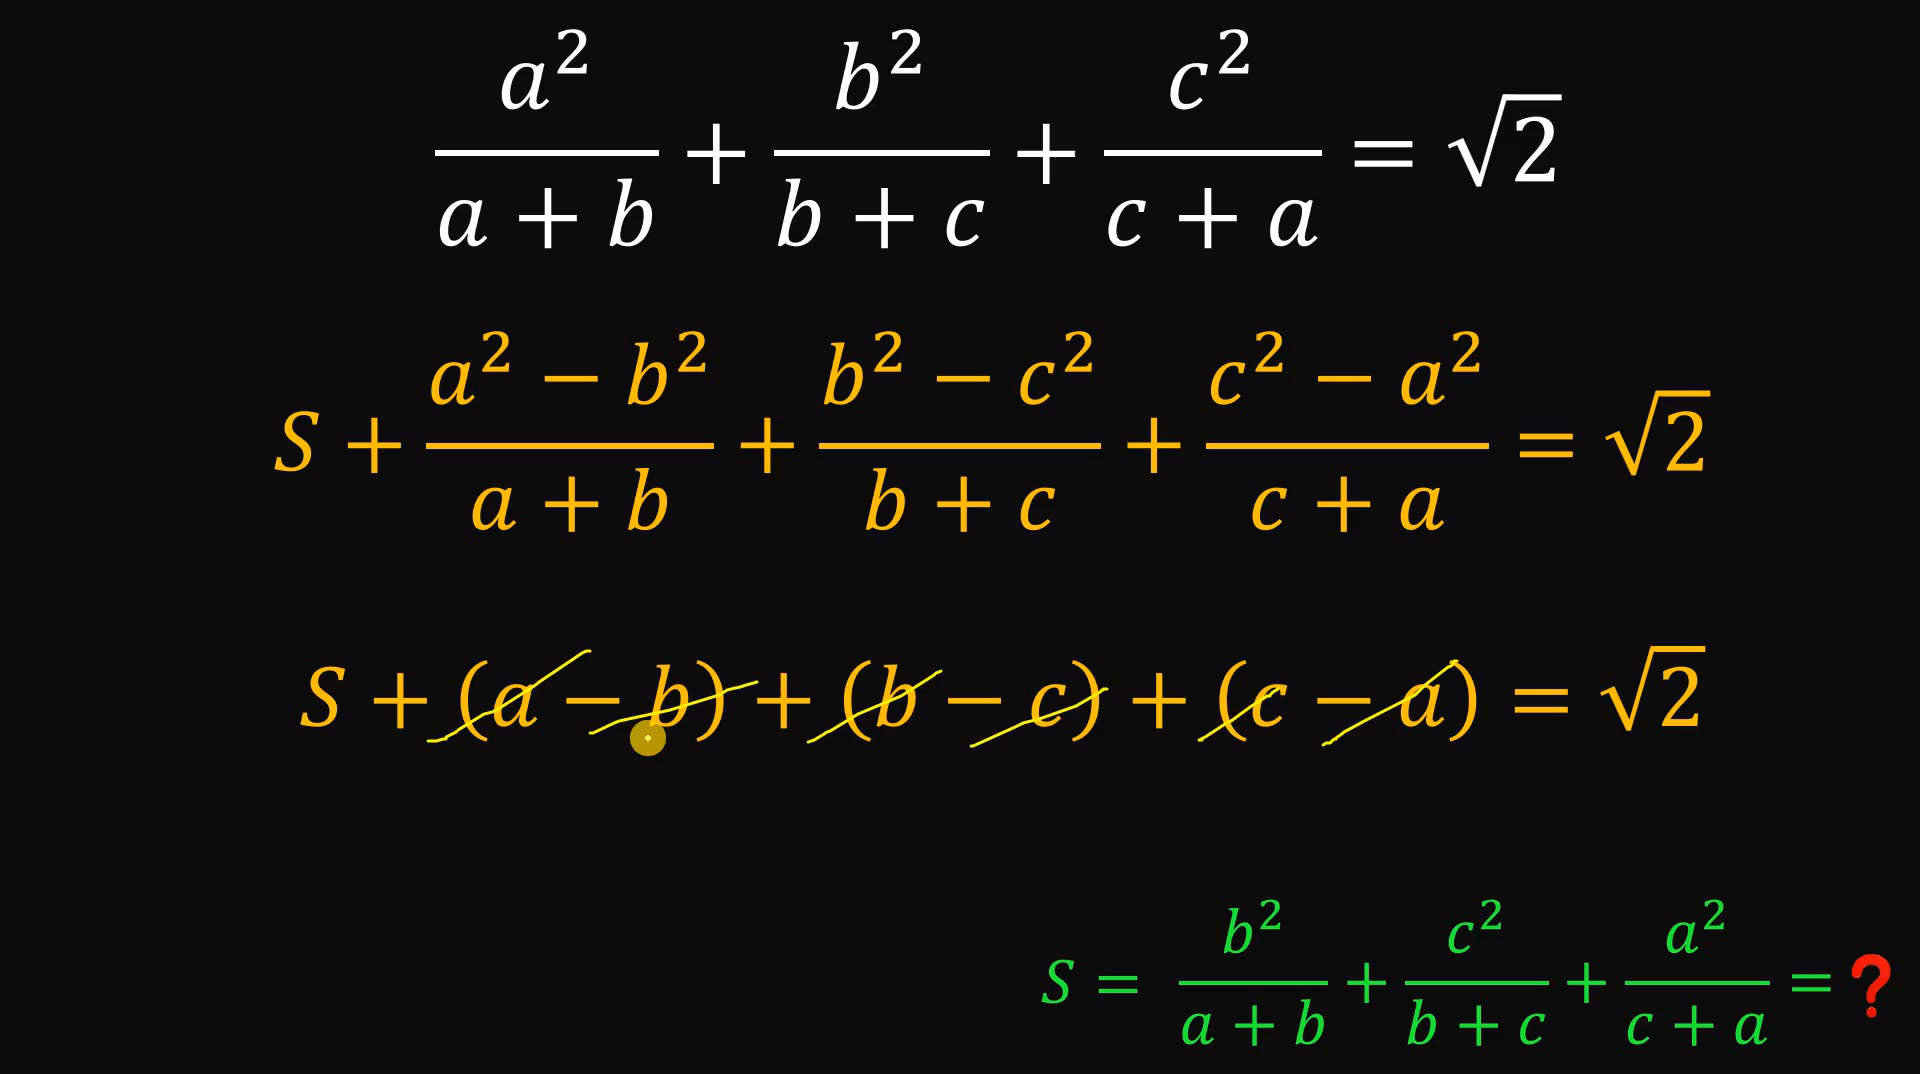 a²/(a + b) + b²/(b + c) + c²/(c + a) = √2
S + (a² − b²)/(a + b) + (b² − c²)/(b + c) + (c² − a²)/(c + a) = √2
S + (a − b) + (b − c) + (c − a) = √2
S = b²/(a + b) + c²/(b + c) + a²/(c + a) = ?